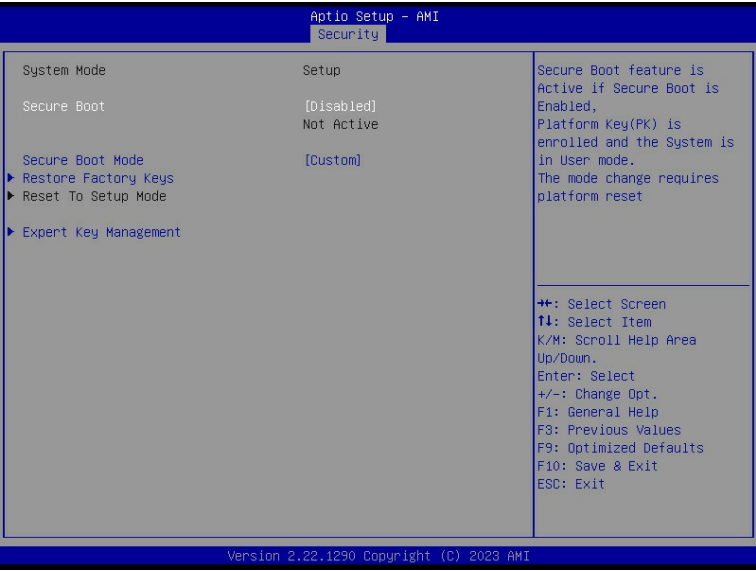 Aptio Setup - AMI
Security
System Mode Setup
Secure Boot [Disabled]
Not Active
Secure Boot Mode [Custom]
Restore Factory Keys
Reset To Setup Mode
Expert Key Management
Secure Boot feature is
Active if Secure Boot is
Enabled,
Platform Key(PK) is
enrolled and the System is
in User mode.
The mode change requires
platform reset
→←: Select Screen
↑↓: Select Item
K/M: Scroll Help Area
Up/Down.
Enter: Select
+/-: Change Opt.
F1: General Help
F3: Previous Values
F9: Optimized Defaults
F10: Save & Exit
ESC: Exit
Version 2.22.1290 Copyright (C) 2023 AMI